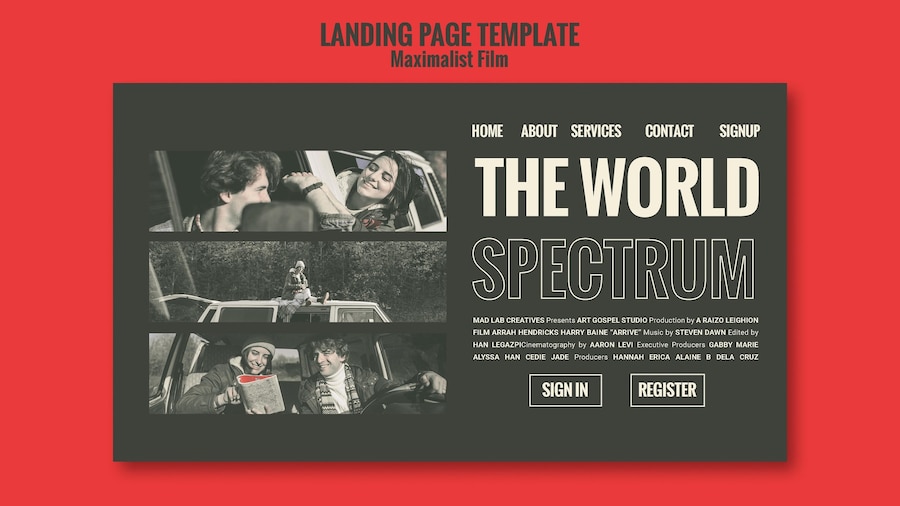 LANDING PAGE TEMPLATE
Maximalist Film
HOME ABOUT SERVICES CONTACT SIGNUP
THE WORLD
SPECTRUM
MAD LAB CREATIVES Presents ART GOSPEL STUDIO Production by A RAIZO LEIGHION
FILM ARRAH HENDRICKS HARRY BAINE "ARRIVE" Music by STEVEN DAWN Edited by
HAN LEGAZPICinematography by AARON LEVI Executive Producers GABBY MARIE
ALYSSA HAN CEDIE JADE Producers HANNAH ERICA ALAINE B DELA CRUZ
SIGN IN REGISTER